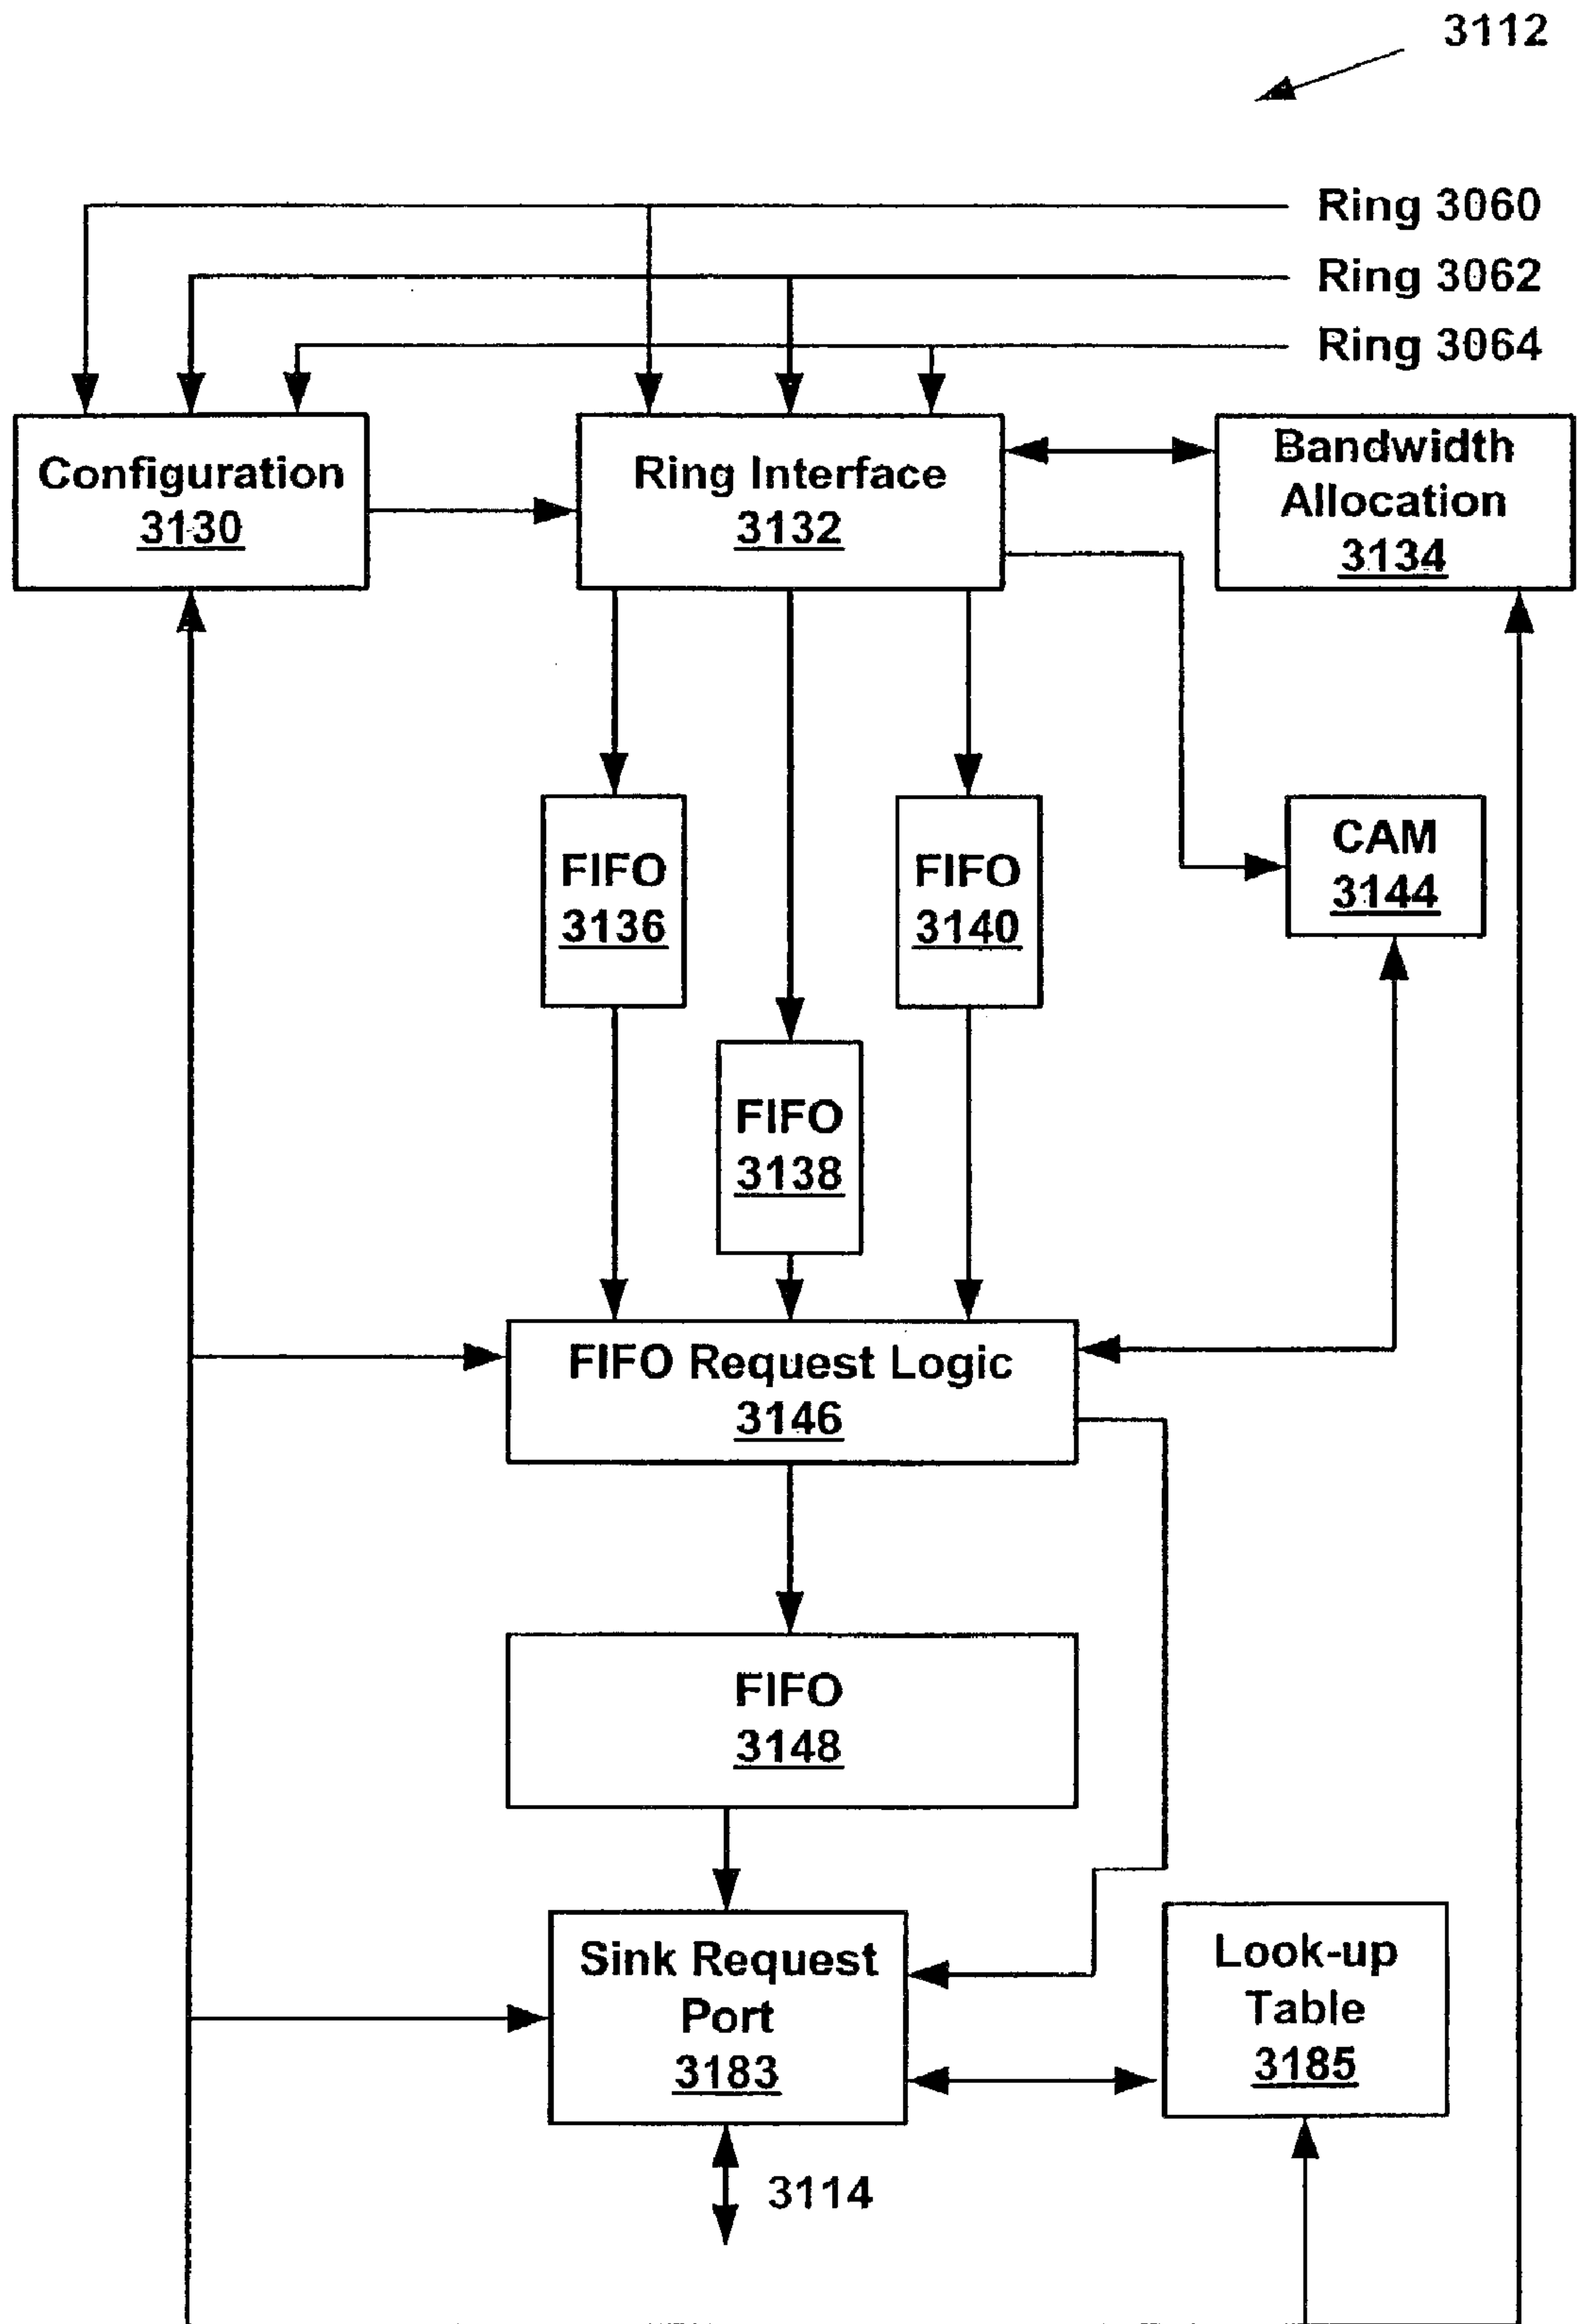 3112
Ring 3060
Ring 3062
Ring 3064
Configuration
3130
Ring Interface
3132
Bandwidth
Allocation
3134
FIFO
3136
FIFO
3140
CAM
3144
FIFO
3138
FIFO Request Logic
3146
FIFO
3148
Sink Request
Port
3183
Look-up
Table
3185
3114